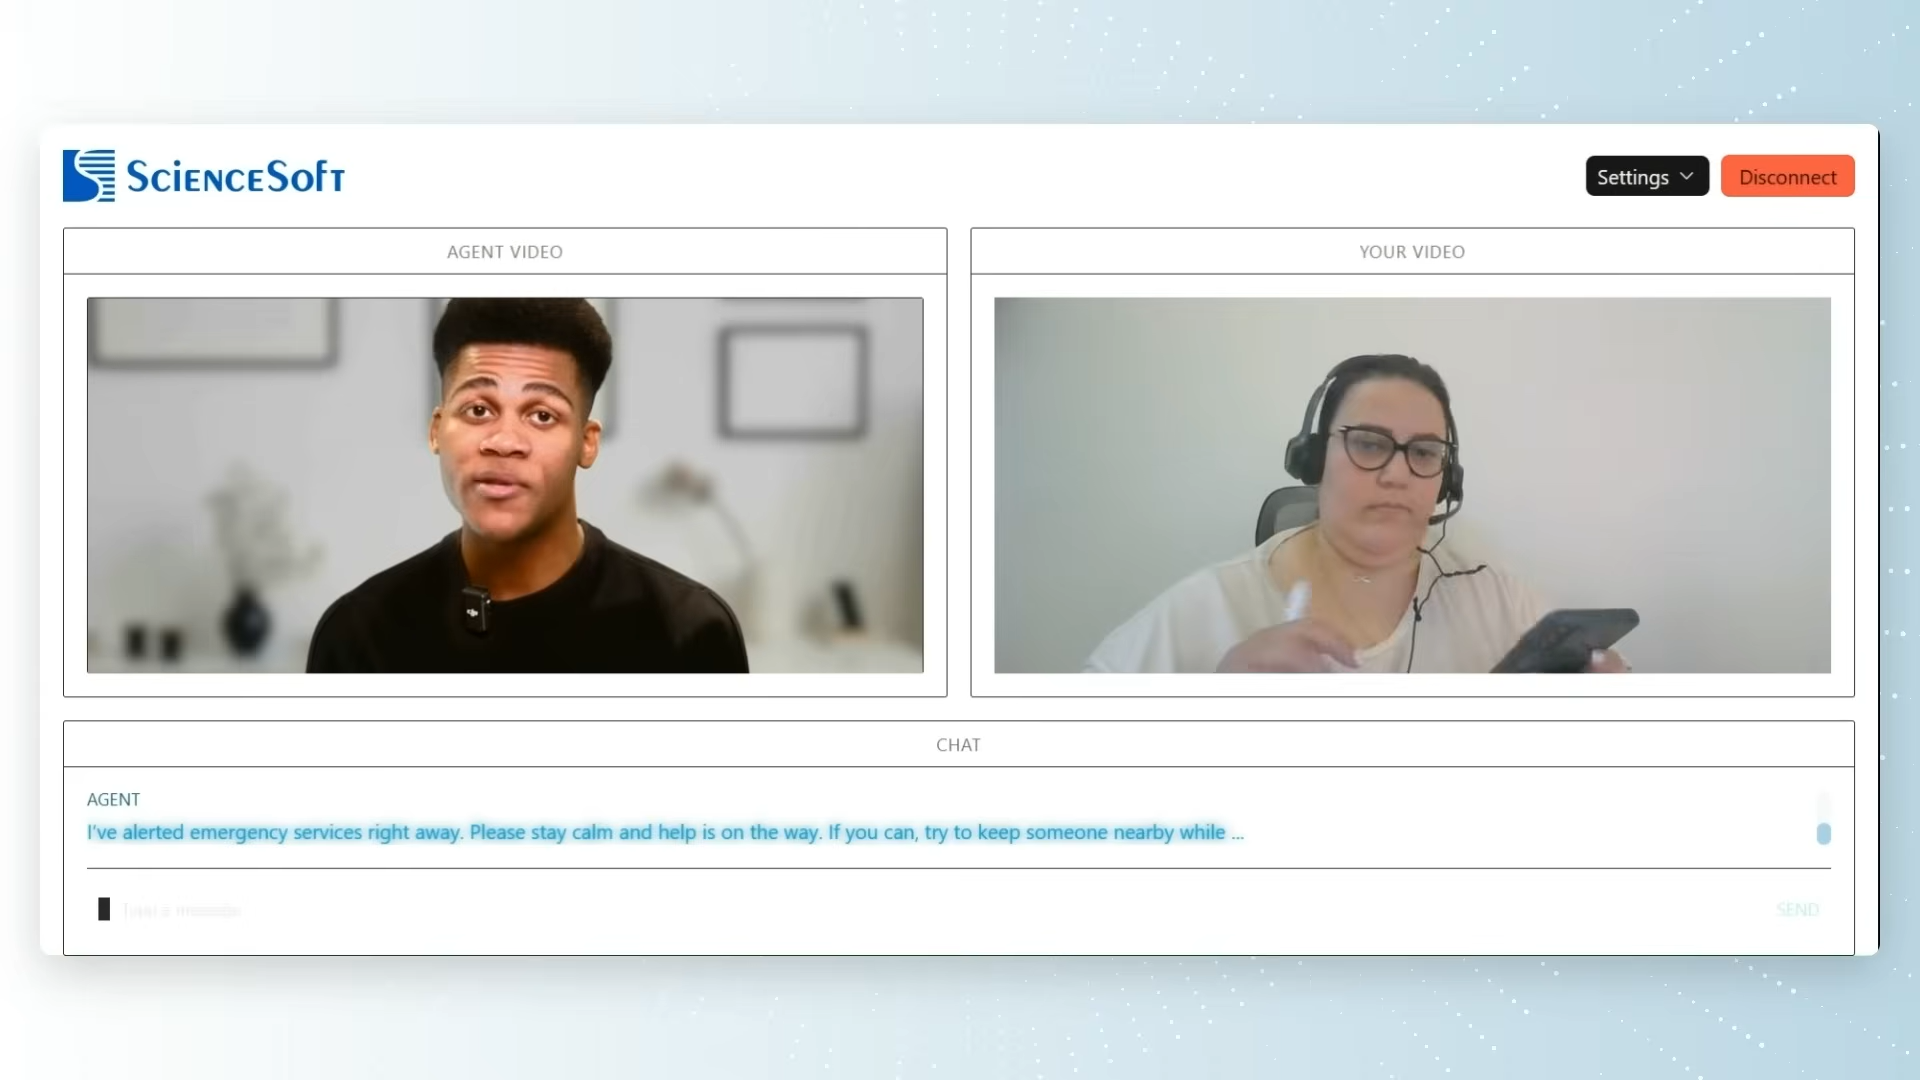 ScienceSoft
Settings
Disconnect
AGENT VIDEO
YOUR VIDEO
CHAT
AGENT
I've alerted emergency services right away. Please stay calm and help is on the way. If you can, try to keep someone nearby while ...
SEND